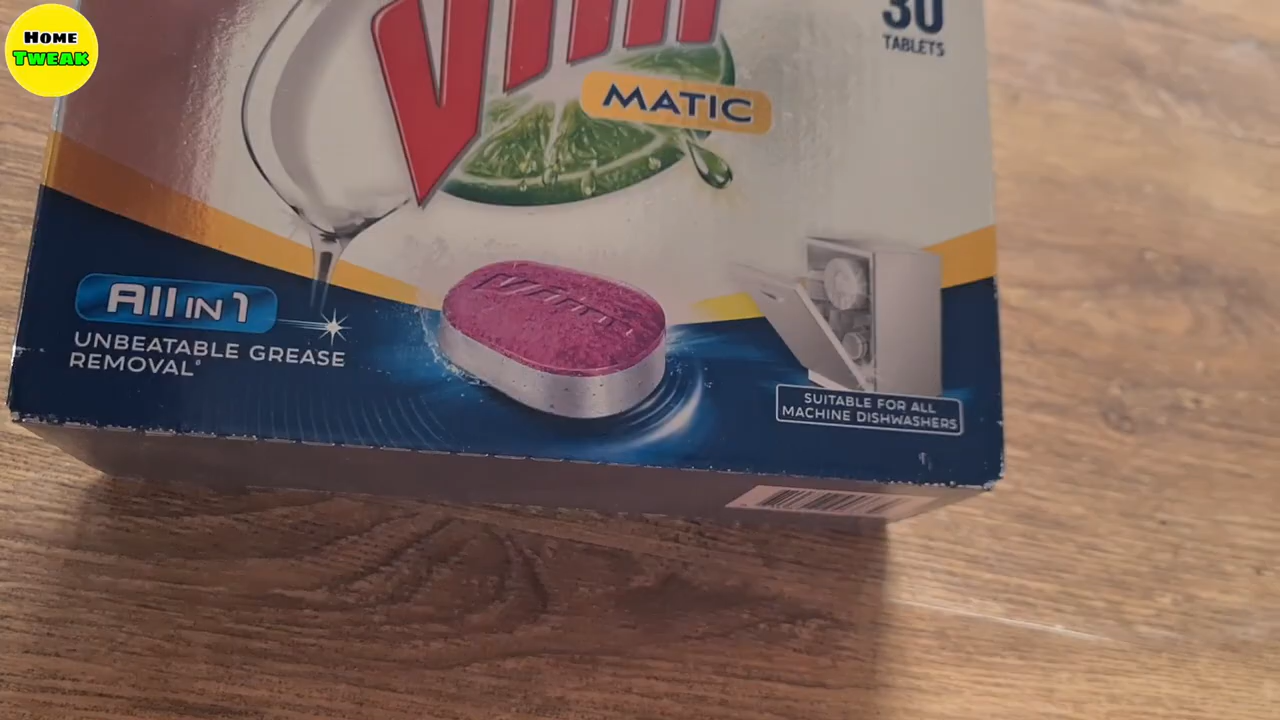 HOME
TWEAK
30
TABLETS
MATIC
All IN 1
UNBEATABLE GREASE
REMOVAL
SUITABLE FOR ALL
MACHINE DISHWASHERS